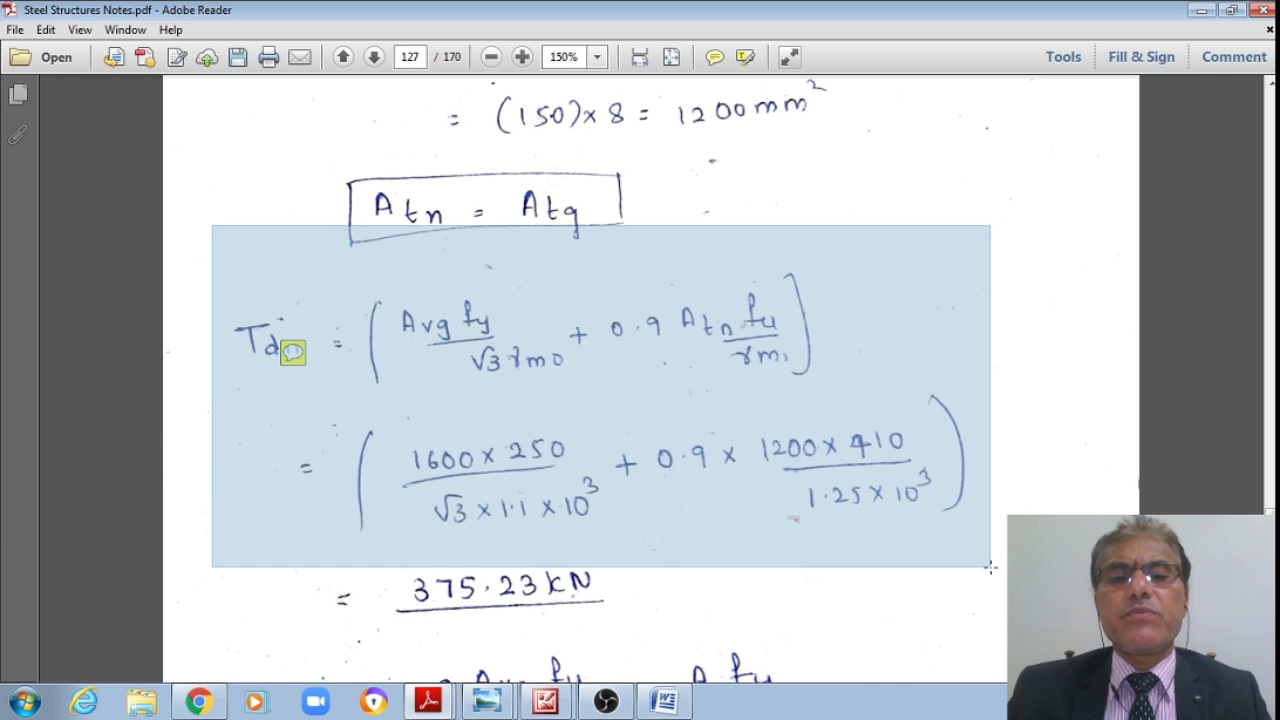 Steel Structures Notes.pdf - Adobe Reader
File Edit View Window Help
Open 127 / 170 150% Tools Fill & Sign Comment
= (150) × 8 = 1200 mm²
Atn = Atg
Td = ( Avg fy / √3 γm0 + 0.9 Atn fu / γm1 )
= ( 1600 × 250 / √3 × 1.1 × 10³ + 0.9 × 1200 × 410 / 1.25 × 10³ )
= 375.23 kN